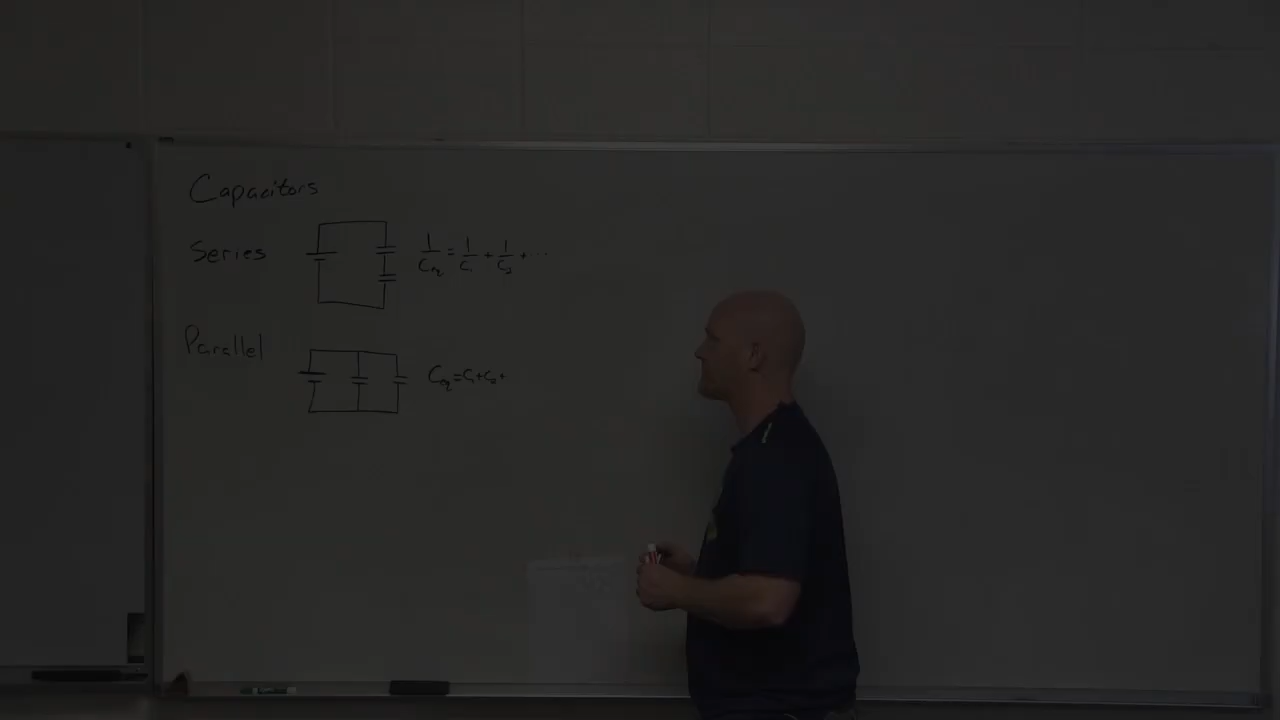 Capacitors
Series 1/Ceq = 1/C1 + 1/C2 + ...
Parallel
Ceq = C1 + C2 +